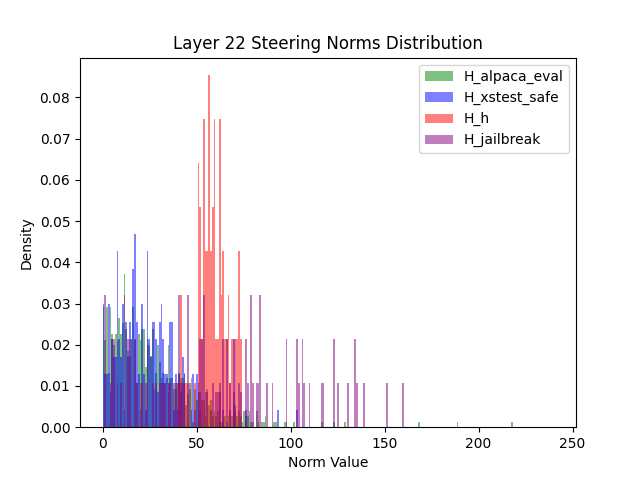 Layer 22 Steering Norms Distribution
H_alpaca_eval
H_xstest_safe
H_h
H_jailbreak
Density
0.08
0.07
0.06
0.05
0.04
0.03
0.02
0.01
0.00
0 50 100 150 200 250
Norm Value